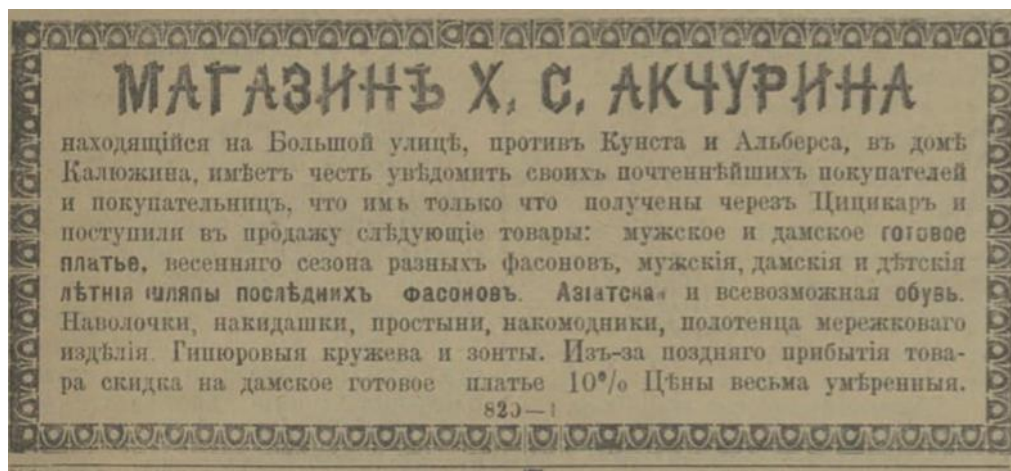 МАГАЗИНЪ Х. С. АКЧУРИНА
находящійся на Большой улицѣ, противъ Кунста и Альберса, въ домѣ
Калюжина, имѣетъ честь увѣдомить своихъ почтеннѣйшихъ покупателей
и покупательницъ, что имъ только что получены черезъ Цицикаръ и
поступили въ продажу слѣдующіе товары: мужское и дамское готовое
платье, весенняго сезона разныхъ фасоновъ, мужскія, дамскія и дѣтскія
лѣтнія шляпы послѣднихъ фасоновъ. Азіатская и всевозможная обувь.
Наволочки, накидашки, простыни, накомодники, полотенца мережковаго
издѣлія. Гипюровыя кружева и зонты. Изъ-за поздняго прибытія това-
ра скидка на дамское готовое платье 10% Цѣны весьма умѣренныя.
820—1